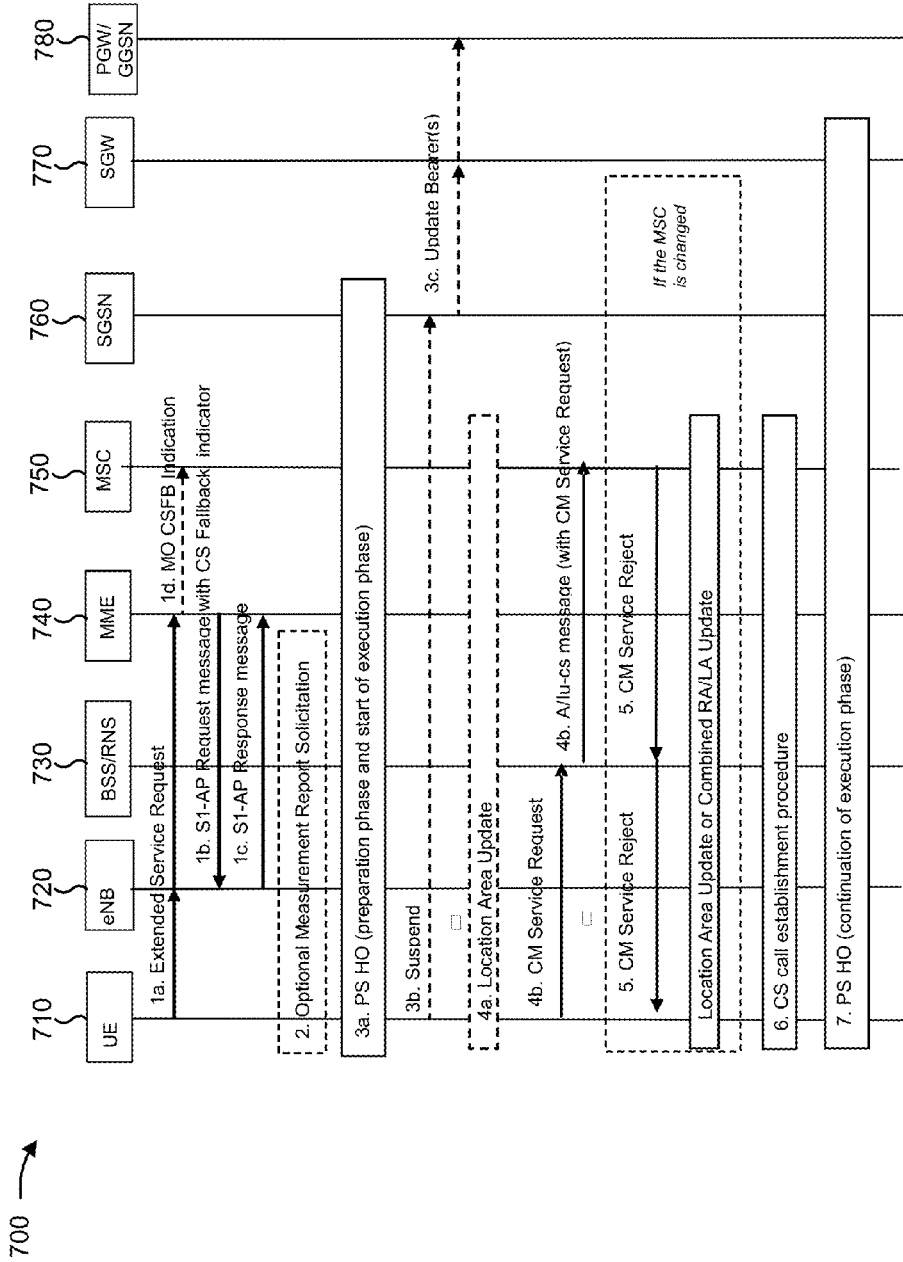 700
710
720
730
740
750
760
770
780
UE
eNB
BSS/RNS
MME
MSC
SGSN
SGW
PGW/
GGSN
1a. Extended Service Request
1d. MO CSFB Indication
1b. S1-AP Request message with CS Fallback indicator
1c. S1-AP Response message
2. Optional Measurement Report Solicitation
3a. PS HO (preparation phase and start of execution phase)
3b. Suspend
3c. Update Bearer(s)
4a. Location Area Update
4b. CM Service Request
4b. A/Iu-cs message (with CM Service Request)
5. CM Service Reject
5. CM Service Reject
If the MSC
is changed
Location Area Update or Combined RA/LA Update
6. CS call establishment procedure
7. PS HO (continuation of execution phase)